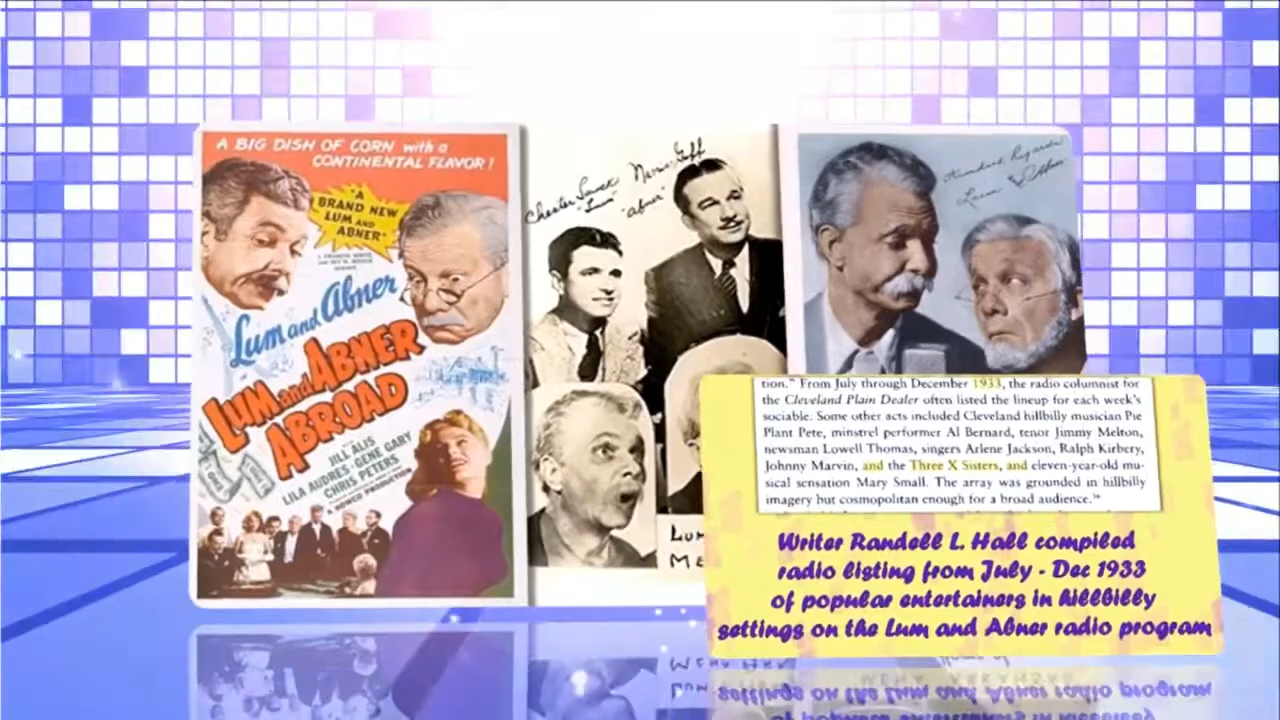 A BIG DISH OF CORN with a
CONTINENTAL FLAVOR!
"A
BRAND NEW
LUM AND
ABNER"
Lum and Abner
LUM and ABNER
ABROAD
JILL ALIS
LILA AUDRES · GENE GARY
CHRIS PETERS
A HOWCO PRODUCTION
Chester Lauck
"Lum"
Norris Goff
"abner"
Lum
tion." From July through December 1933, the radio columnist for
the Cleveland Plain Dealer often listed the lineup for each week's
sociable. Some other acts included Cleveland hillbilly musician Pie
Plant Pete, minstrel performer Al Bernard, tenor Jimmy Melton,
newsman Lowell Thomas, singers Arlene Jackson, Ralph Kirbery,
Johnny Marvin, and the Three X Sisters, and eleven-year-old mu-
sical sensation Mary Small. The array was grounded in hillbilly
imagery but cosmopolitan enough for a broad audience."
Writer Randell L. Hall compiled
radio listing from July - Dec 1933
of popular entertainers in hillbilly
settings on the Lum and Abner radio program